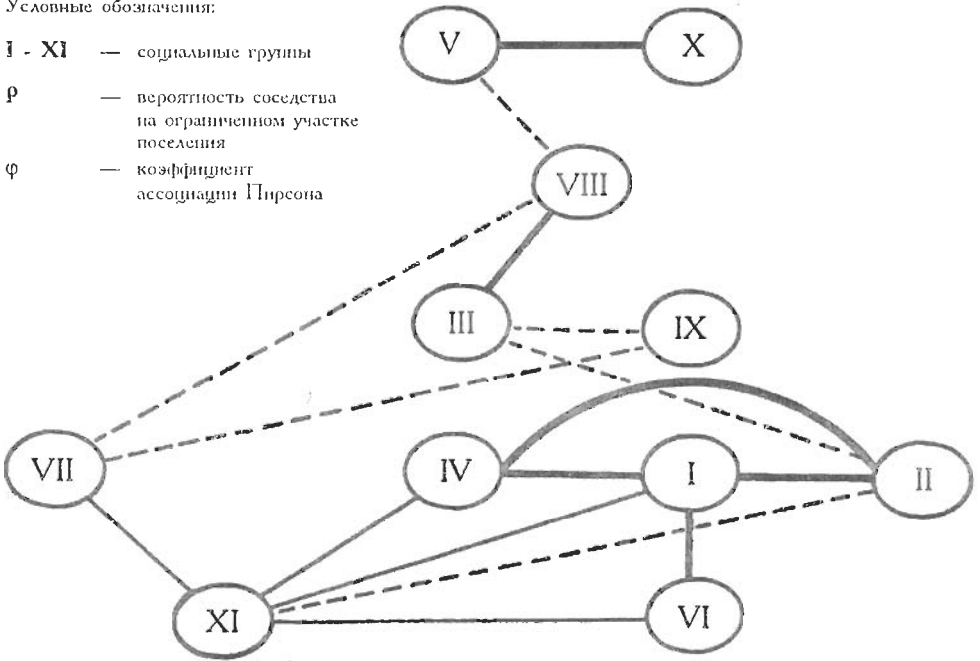 Условные обозначения:
I - XI — социальные группы
ρ — вероятность соседства
на ограниченном участке
поселения
φ — коэффициент
ассоциации Пирсона
V
X
VIII
III
IX
VII
IV
I
II
XI
VI